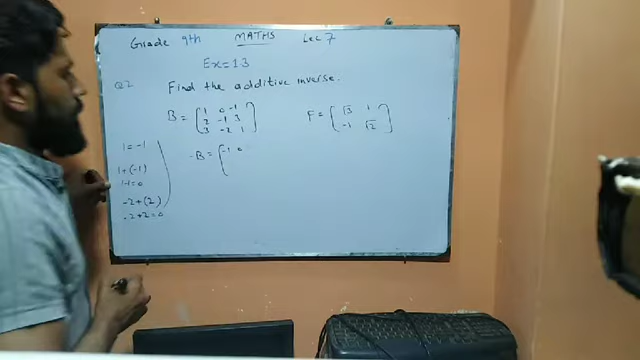 Grade 9th MATHS Lec 7
Ex=13
Q2 Find the additive inverse.
B = [1 0 -1
2 -1 3
3 -2 1]
F = [√3 1
-1 √2]
1 = -1
1+(-1)
1-1=0
-2+(2)
-2+2=0
-B = [-1 0